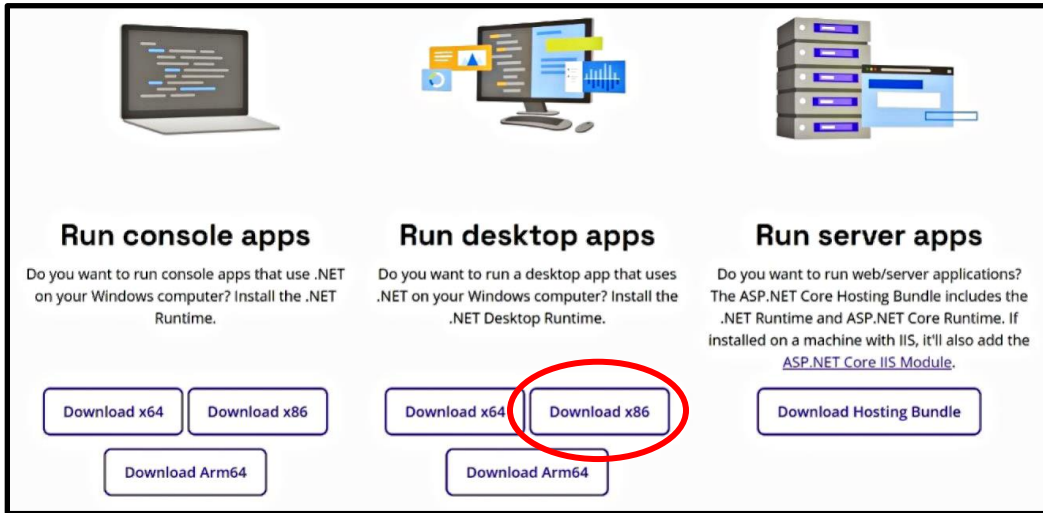 Run console apps
Do you want to run console apps that use .NET
on your Windows computer? Install the .NET
Runtime.
Download x64
Download x86
Download Arm64
Run desktop apps
Do you want to run a desktop app that uses
.NET on your Windows computer? Install the
.NET Desktop Runtime.
Download x64
Download x86
Download Arm64
Run server apps
Do you want to run web/server applications?
The ASP.NET Core Hosting Bundle includes the
.NET Runtime and ASP.NET Core Runtime. If
installed on a machine with IIS, it'll also add the
ASP.NET Core IIS Module.
Download Hosting Bundle